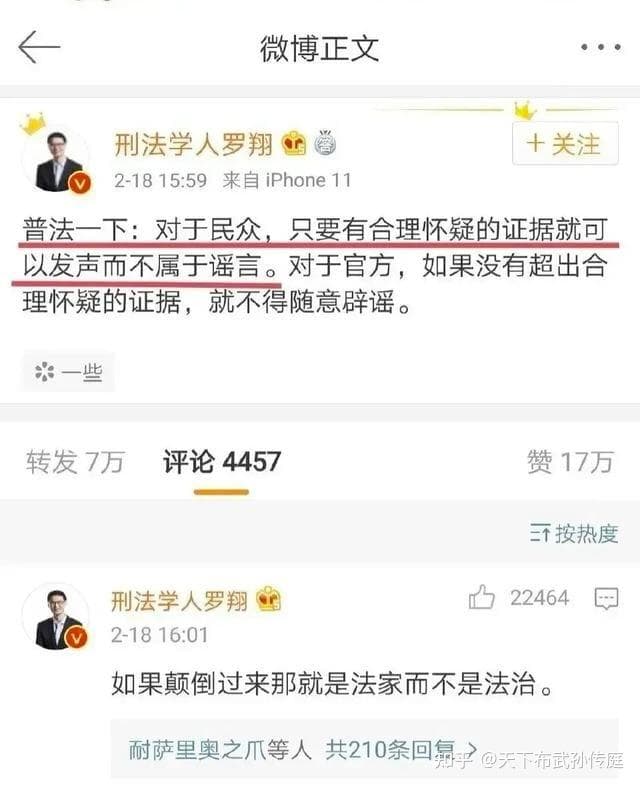 微博正文
刑法学人罗翔
+关注
2-18 15:59 来自 iPhone 11
普法一下：对于民众，只要有合理怀疑的证据就可
以发声而不属于谣言。对于官方，如果没有超出合
理怀疑的证据，就不得随意辟谣。
一些
转发 7万 评论 4457 赞 17万
按热度
刑法学人罗翔 22464
2-18 16:01
如果颠倒过来那就是法家而不是法治。
耐萨里奥之爪等人 共210条回复 >
知乎 @天下布武孙传庭